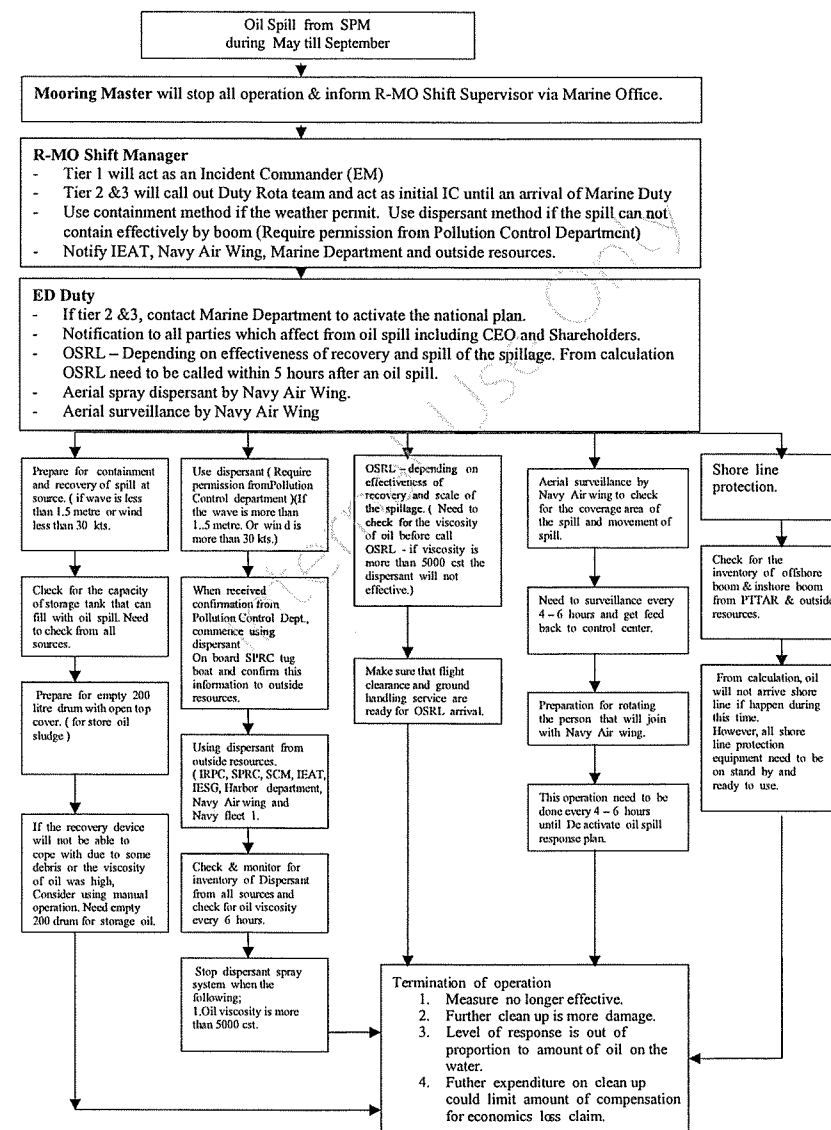 Oil Spill from SPM
during May till September
Mooring Master will stop all operation & inform R-MO Shift Supervisor via Marine Office.
R-MO Shift Manager
- Tier 1 will act as an Incident Commander (EM)
- Tier 2 &3 will call out Duty Rota team and act as initial IC until an arrival of Marine Duty
- Use containment method if the weather permit. Use dispersant method if the spill can not
contain effectively by boom (Require permission from Pollution Control Department)
- Notify IEAT, Navy Air Wing, Marine Department and outside resources.
ED Duty
- If tier 2 &3, contact Marine Department to activate the national plan.
- Notification to all parties which affect from oil spill including CEO and Shareholders.
- OSRL – Depending on effectiveness of recovery and spill of the spillage. From calculation
OSRL need to be called within 5 hours after an oil spill.
- Aerial spray dispersant by Navy Air Wing.
- Aerial surveillance by Navy Air Wing
Prepare for containment
and recovery of spill at
source. ( if wave is less
than 1.5 metre or wind
less than 30 kts.
Check for the capacity
of storage tank that can
fill with oil spill. Need
to check from all
sources.
Prepare for empty 200
litre drum with open top
cover. ( for store oil
sludge )
If the recovery device
will not be able to
cope with due to some
debris or the viscosity
of oil was high,
Consider using manual
operation. Need empty
200 drum for storage oil.
Use dispersant ( Require
permission fromPollution
Control department )(If
the wave is more than
1..5 metre. Or win d is
more than 30 kts.)
When received
confirmation from
Pollution Control Dept.,
commence using
dispersant
On board SPRC tug
boat and confirm this
information to outside
resources.
Using dispersant from
outside resources.
( IRPC, SPRC, SCM, IEAT,
IESG, Harbor department,
Navy Air wing and
Navy fleet 1.
Check & monitor for
inventory of Dispersant
from all sources and
check for oil viscosity
every 6 hours.
Stop dispersant spray
system when the
following;
1.Oil viscosity is more
than 5000 cst.
OSRL – depending on
effectiveness of
recovery and scale of
the spillage. ( Need to
check for the viscosity
of oil before call
OSRL - if viscosity is
more than 5000 cst the
dispersant will not
effective.)
Make sure that flight
clearance and ground
handling service are
ready for OSRL arrival.
Aerial surveillance by
Navy Air wing to check
for the coverage area of
the spill and movement of
spill.
Need to surveillance every
4 – 6 hours and get feed
back to control center.
Preparation for rotating
the person that will join
with Navy Air wing.
This operation need to be
done every 4 – 6 hours
until De activate oil spill
response plan.
Shore line
protection.
Check for the
inventory of offshore
boom & inshore boom
from PTTAR & outside
resources.
From calculation, oil
will not arrive shore
line if happen during
this time.
However, all shore
line protection
equipment need to be
on stand by and
ready to use.
Termination of operation
1. Measure no longer effective.
2. Further clean up is more damage.
3. Level of response is out of
proportion to amount of oil on the
water.
4. Futher expenditure on clean up
could limit amount of compensation
for economics loss claim.
Internal Use Only